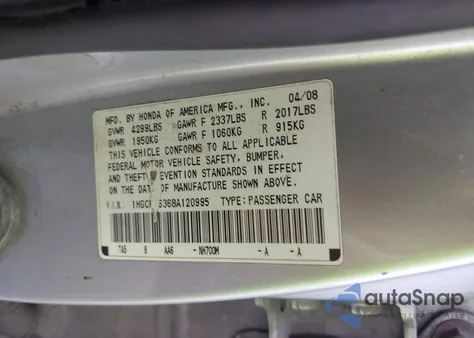 MFD. BY HONDA OF AMERICA MFG., INC. 04/08
GVWR 4299LBS GAWR F 2337LBS R 2017LBS
GVWR 1950KG GAWR F 1060KG R 915KG
THIS VEHICLE CONFORMS TO ALL APPLICABLE
FEDERAL MOTOR VEHICLE SAFETY, BUMPER,
AND THEFT PREVENTION STANDARDS IN EFFECT
ON THE DATE OF MANUFACTURE SHOWN ABOVE.
V.I.N.: TYPE:PASSENGER CAR
TA5 8 AA6 -NH700M -A -A
autoSnap